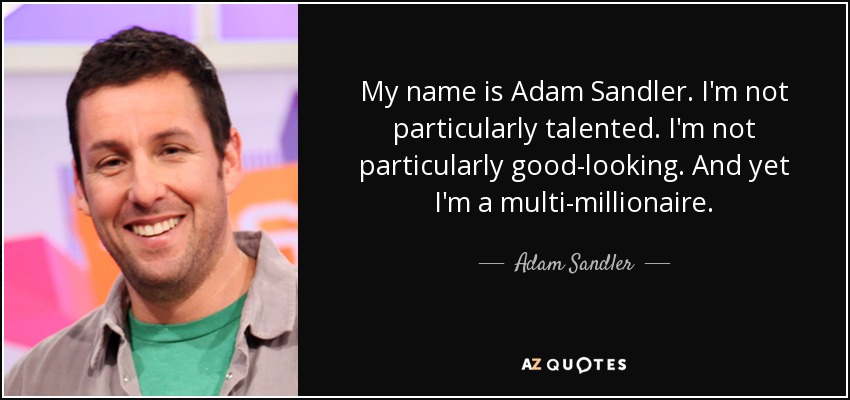 My name is Adam Sandler. I'm not
particularly talented. I'm not
particularly good-looking. And yet
I'm a multi-millionaire.
Adam Sandler
AZ QUOTES